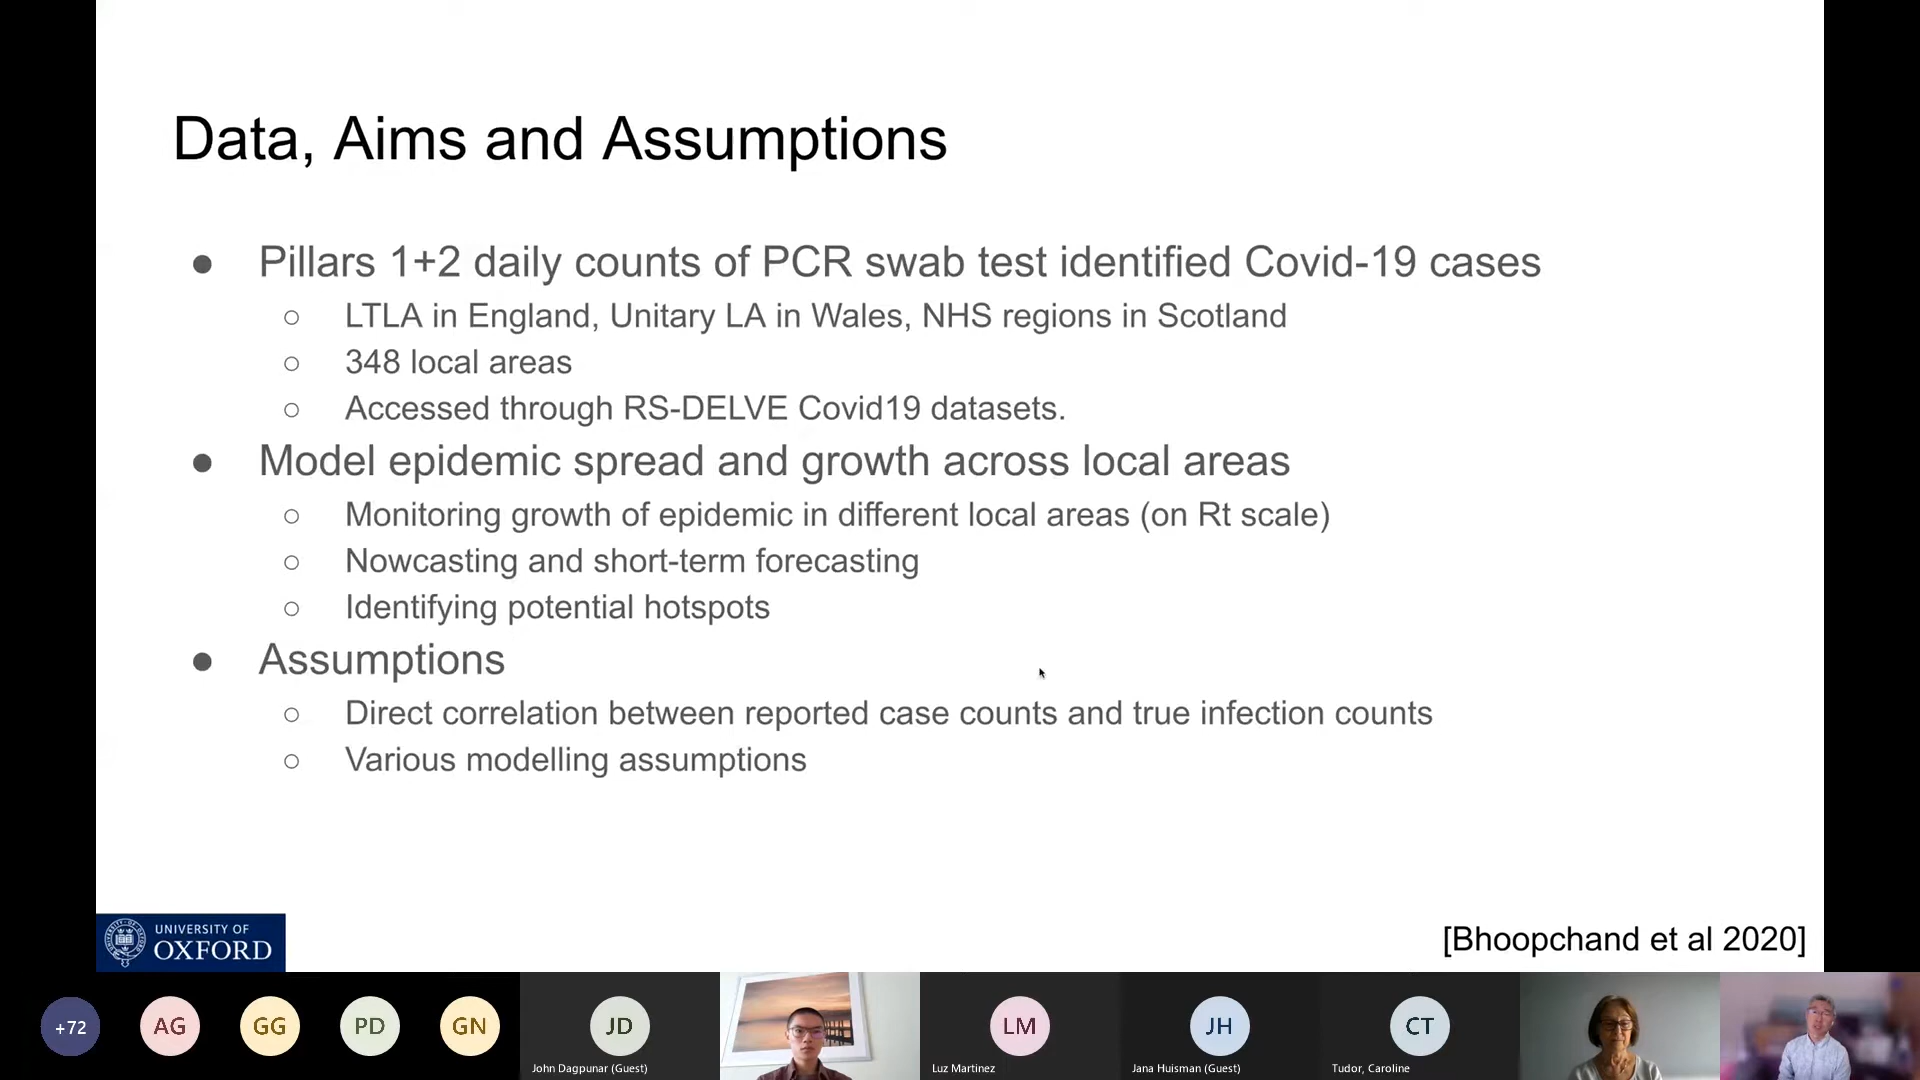 Data, Aims and Assumptions
● Pillars 1+2 daily counts of PCR swab test identified Covid-19 cases
○ LTLA in England, Unitary LA in Wales, NHS regions in Scotland
○ 348 local areas
○ Accessed through RS-DELVE Covid19 datasets.
● Model epidemic spread and growth across local areas
○ Monitoring growth of epidemic in different local areas (on Rt scale)
○ Nowcasting and short-term forecasting
○ Identifying potential hotspots
● Assumptions
○ Direct correlation between reported case counts and true infection counts
○ Various modelling assumptions
UNIVERSITY OF
OXFORD
[Bhoopchand et al 2020]
+72
AG
GG
PD
GN
JD
John Dagpunar (Guest)
LM
Luz Martinez
JH
Jana Huisman (Guest)
CT
Tudor, Caroline